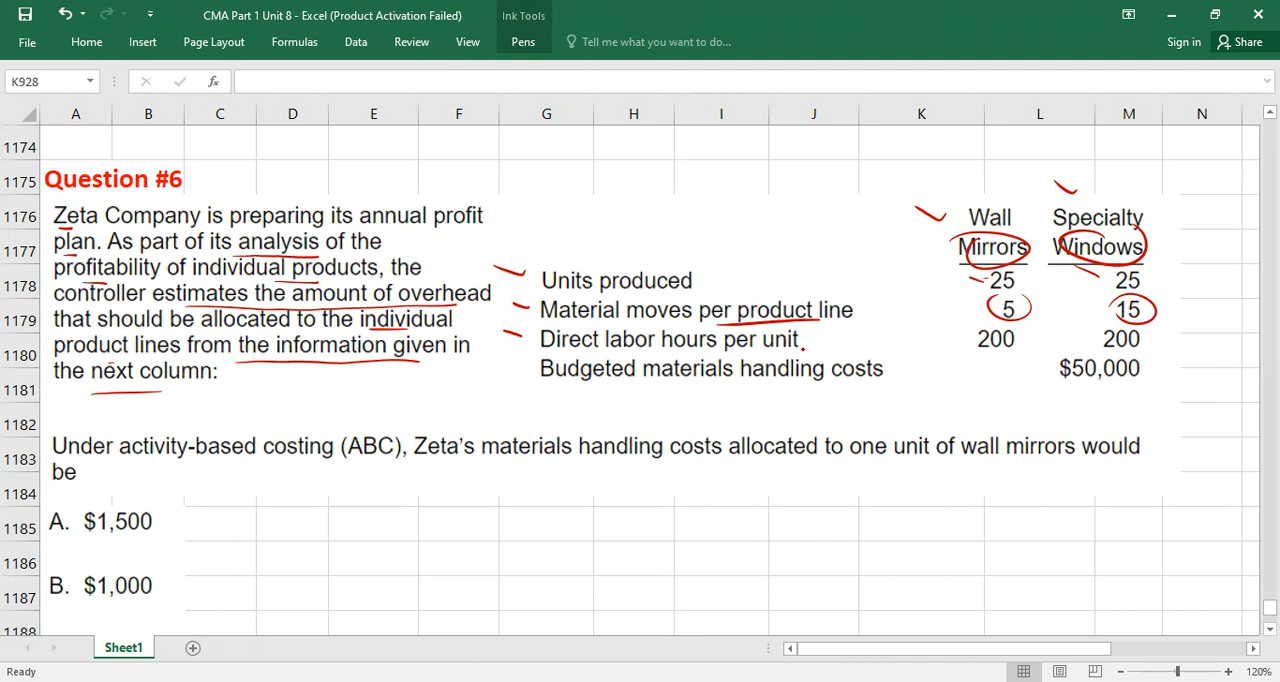 CMA Part 1 Unit 8 - Excel (Product Activation Failed)
Ink Tools
File Home Insert Page Layout Formulas Data Review View Pens Tell me what you want to do... Sign in Share
K928 fx
A B C D E F G H I J K L M N
1174
1175 Question #6
1176 Zeta Company is preparing its annual profit
1177 plan. As part of its analysis of the
profitability of individual products, the
1178 controller estimates the amount of overhead
1179 that should be allocated to the individual
1180 product lines from the information given in
1181 the next column:
Wall Specialty
Mirrors Windows
Units produced 25 25
Material moves per product line 5 15
Direct labor hours per unit 200 200
Budgeted materials handling costs $50,000
1182
1183 Under activity-based costing (ABC), Zeta's materials handling costs allocated to one unit of wall mirrors would
be
1184
1185 A. $1,500
1186
1187 B. $1,000
1188
Sheet1
Ready 120%